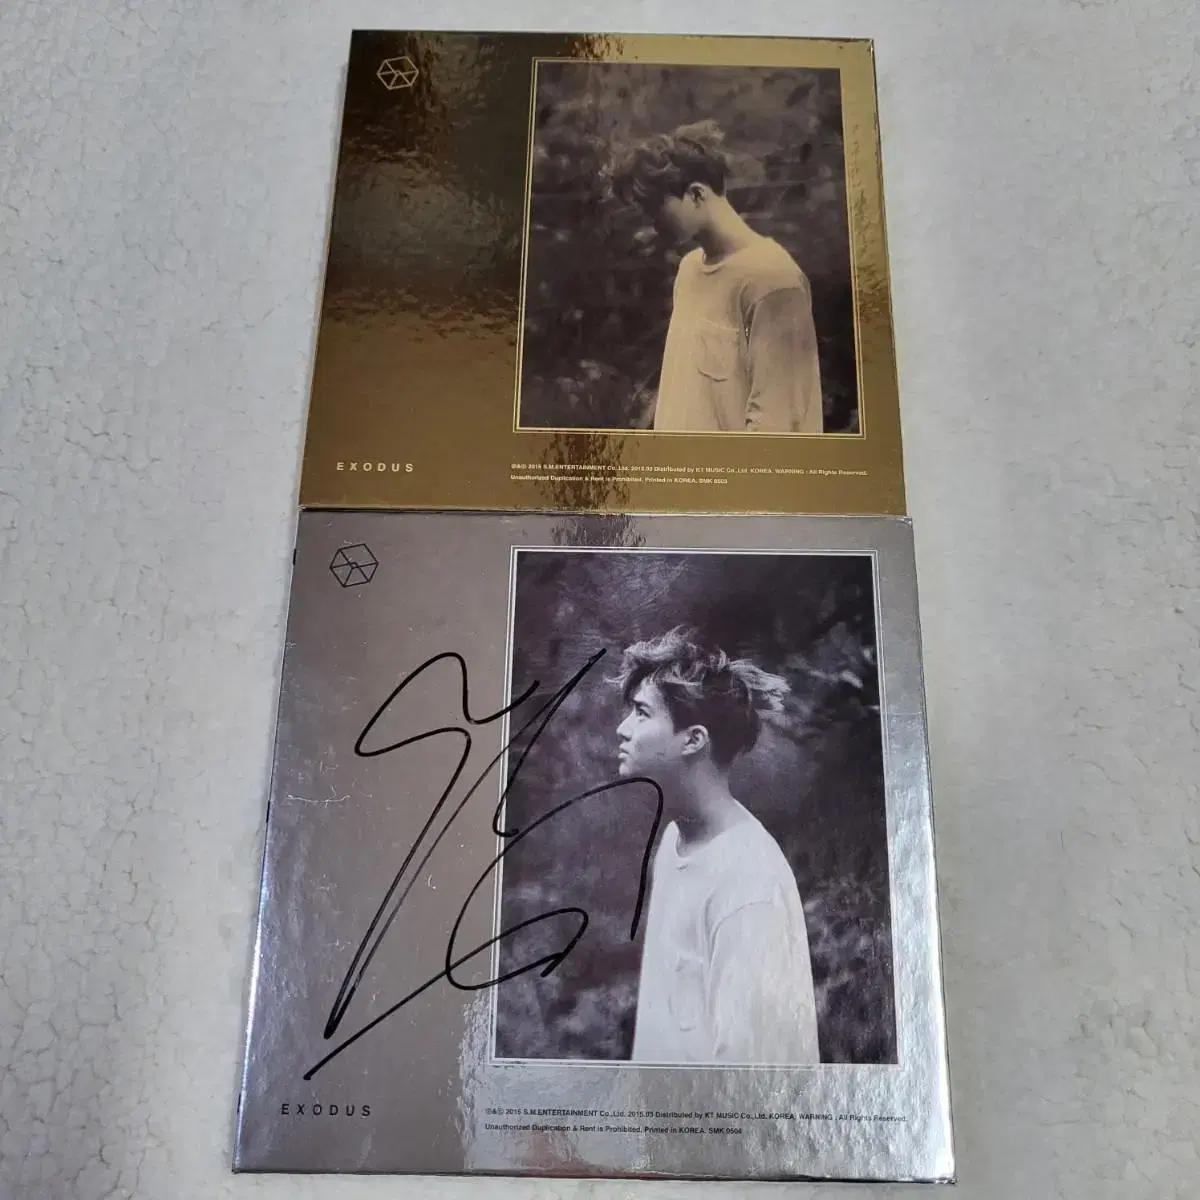 EXODUS
℗&© 2015 S.M.ENTERTAINMENT Co.,Ltd. 2015.03 Distributed by KT MUSIC Co.,Ltd. KOREA. WARNING : All Rights Reserved.
Unauthorized Duplication & Rent is Prohibited. Printed in KOREA. SMK 0503
EXODUS
℗&© 2015 S.M.ENTERTAINMENT Co.,Ltd. 2015.03 Distributed by KT MUSIC Co.,Ltd. KOREA. WARNING : All Rights Reserved.
Unauthorized Duplication & Rent is Prohibited. Printed in KOREA. SMK 0504